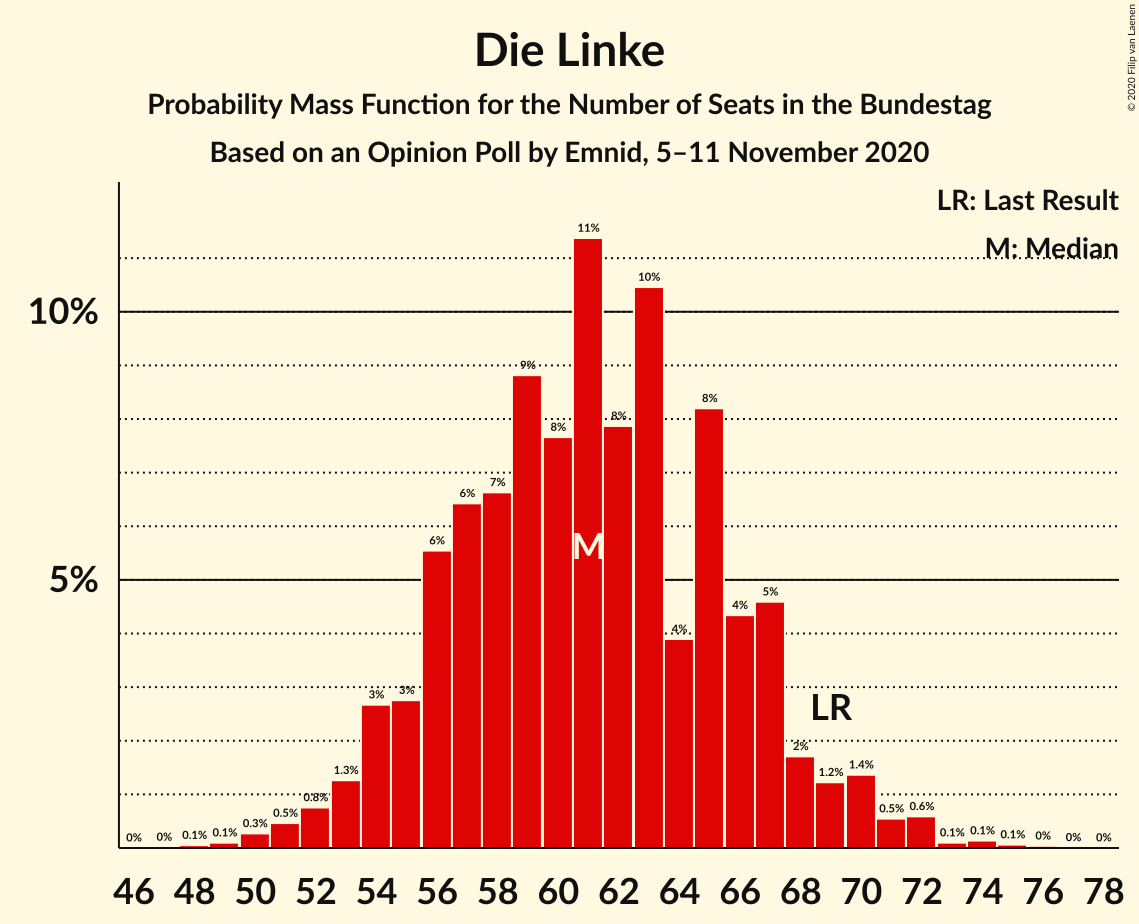 Die Linke
Probability Mass Function for the Number of Seats in the Bundestag
Based on an Opinion Poll by Emnid, 5–11 November 2020
© 2020 Filip van Laenen
LR: Last Result
M: Median
10%
5%
0% 0% 0.1% 0.1% 0.3% 0.5% 0.8% 1.3% 3% 3% 6% 6% 7% 9% 8% 11% 8% 10% 4% 8% 4% 5% 2% 1.2% 1.4% 0.5% 0.6% 0.1% 0.1% 0.1% 0% 0% 0%
M
LR
46 48 50 52 54 56 58 60 62 64 66 68 70 72 74 76 78